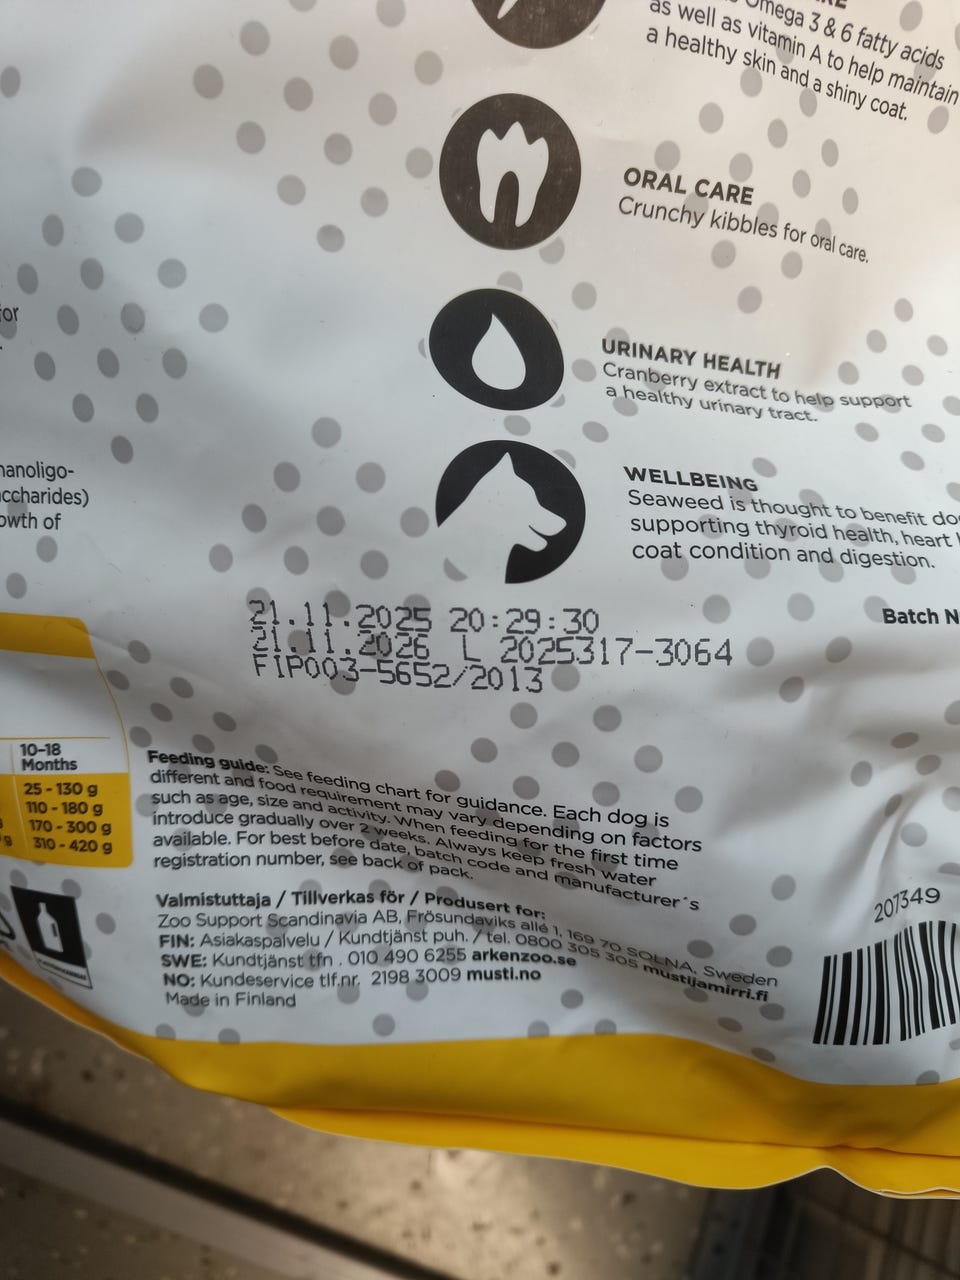 Omega 3 & 6 fatty acids
as well as vitamin A to help maintain
a healthy skin and a shiny coat.
ORAL CARE
Crunchy kibbles for oral care.
URINARY HEALTH
Cranberry extract to help support
a healthy urinary tract.
WELLBEING
Seaweed is thought to benefit
supporting thyroid health, heart
coat condition and digestion.
21.11.2025 20:29:30
21.11.2026 L 2025317-3064
FIP003-5652/2013
Batch
of
10-18
Months
25 - 130 g
110 - 180 g
170 - 300 g
310 - 420 g
Feeding guide: See feeding chart for guidance. Each dog is
different and food requirement may vary depending on factors
such as age, size and activity. When feeding for the first time
introduce gradually over 2 weeks. Always keep fresh water
available. For best before date, batch code and manufacturer´s
registration number, see back of pack.
Valmistuttaja / Tillverkas för / Produsert for:
Zoo Support Scandinavia AB, Frösundaviks allé 1, 169 70 SOLNA, Sweden
FIN: Asiakaspalvelu / Kundtjänst puh. / tel. 0800 305 305 mustijamirri.fi
SWE: Kundtjänst tfn . 010 490 6255 arkenzoo.se
NO: Kundeservice tlf.nr. 2198 3009 musti.no
Made in Finland
207349